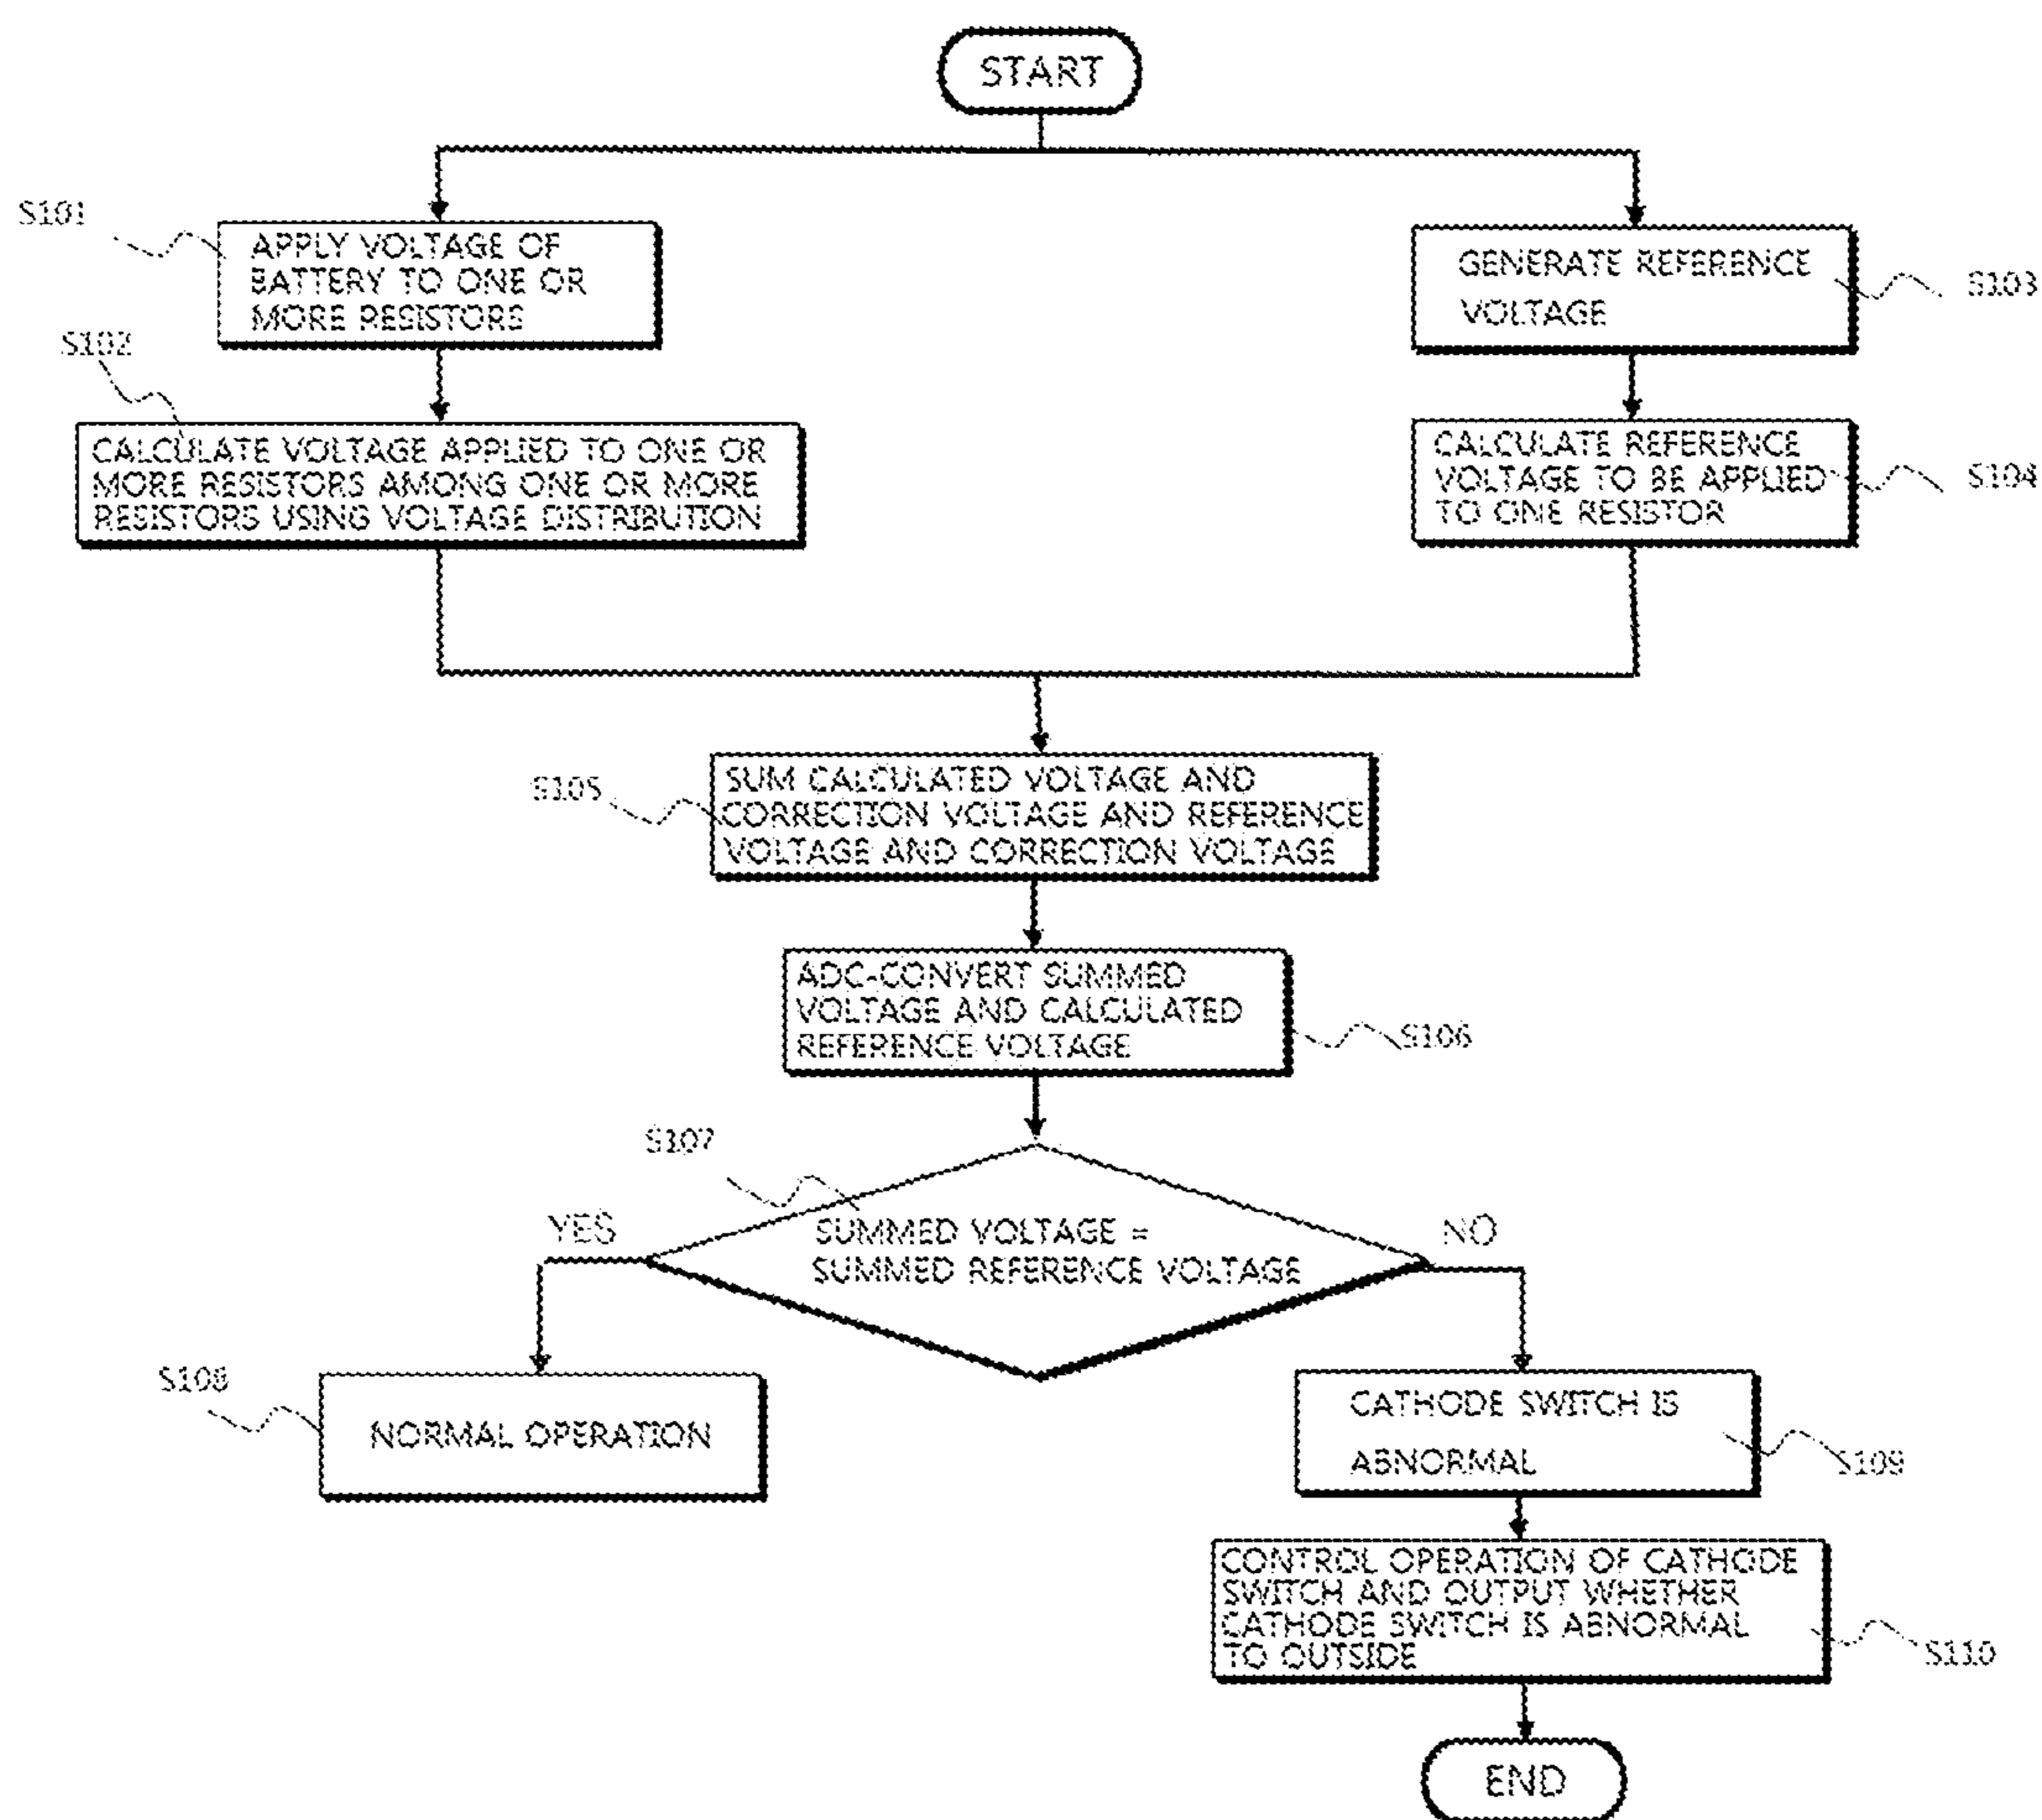 START
S101
APPLY VOLTAGE OF
BATTERY TO ONE OR
MORE RESISTORS
GENERATE REFERENCE
VOLTAGE
S103
S102
CALCULATE VOLTAGE APPLIED TO ONE OR
MORE RESISTORS AMONG ONE OR MORE
RESISTORS USING VOLTAGE DISTRIBUTION
CALCULATE REFERENCE
VOLTAGE TO BE APPLIED
TO ONE RESISTOR
S104
S105
SUM CALCULATED VOLTAGE AND
CORRECTION VOLTAGE AND REFERENCE
VOLTAGE AND CORRECTION VOLTAGE
ADC-CONVERT SUMMED
VOLTAGE AND CALCULATED
REFERENCE VOLTAGE
S106
S107
YES
SUMMED VOLTAGE =
SUMMED REFERENCE VOLTAGE
NO
S108
NORMAL OPERATION
CATHODE SWITCH IS
ABNORMAL
S109
CONTROL OPERATION OF CATHODE
SWITCH AND OUTPUT WHETHER
CATHODE SWITCH IS ABNORMAL
TO OUTSIDE
S110
END